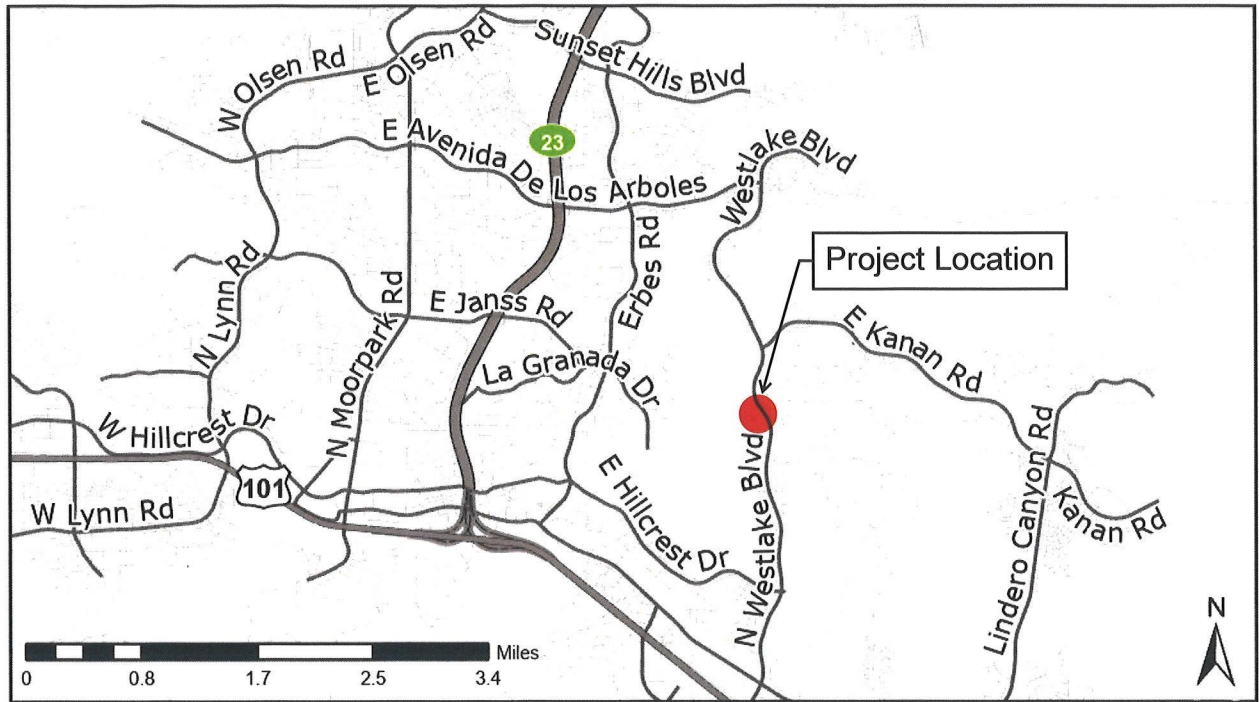 Sunset Hills Blvd
W Olsen Rd
E Olsen Rd
23
E Avenida De Los Arboles
Westlake Blvd
Project Location
N Lynn Rd
N Moorpark Rd
E Janss Rd
Erbes Rd
E Kanan Rd
La Granada Dr
W Hillcrest Dr
101
W Lynn Rd
E Hillcrest Dr
N Westlake Blvd
Lindero Canyon Rd
Kanan Rd
N
Miles
0 0.8 1.7 2.5 3.4